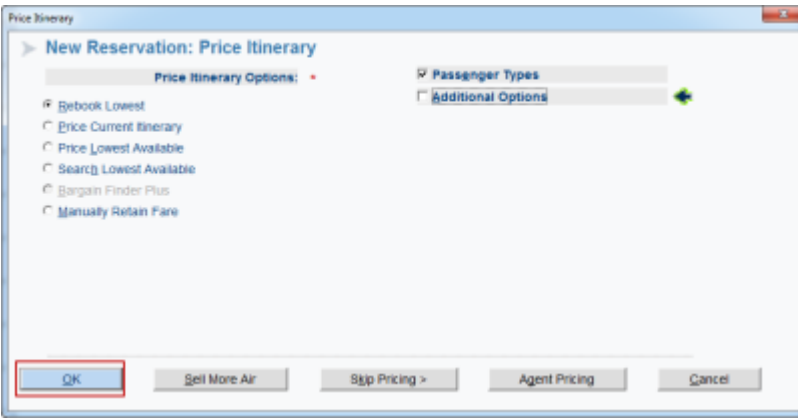 Price Itinerary
New Reservation: Price Itinerary
Price Itinerary Options: *
Passenger Types
Additional Options
Rebook Lowest
Price Current Itinerary
Price Lowest Available
Search Lowest Available
Bargain Finder Plus
Manually Retain Fare
OK
Sell More Air
Skip Pricing >
Agent Pricing
Cancel